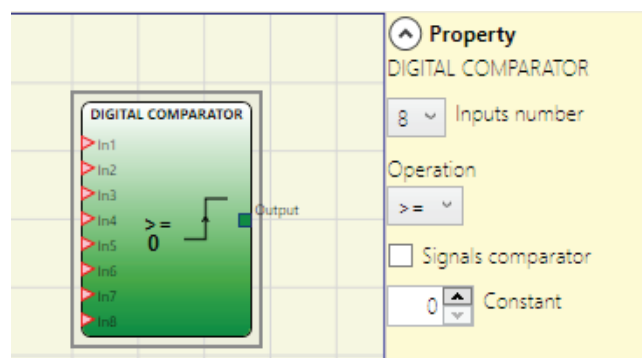 DIGITAL COMPARATOR
In1
In2
In3
In4
In5
In6
In7
In8
>=
0
Output
Property
DIGITAL COMPARATOR
8 Inputs number
Operation
>=
Signals comparator
0 Constant